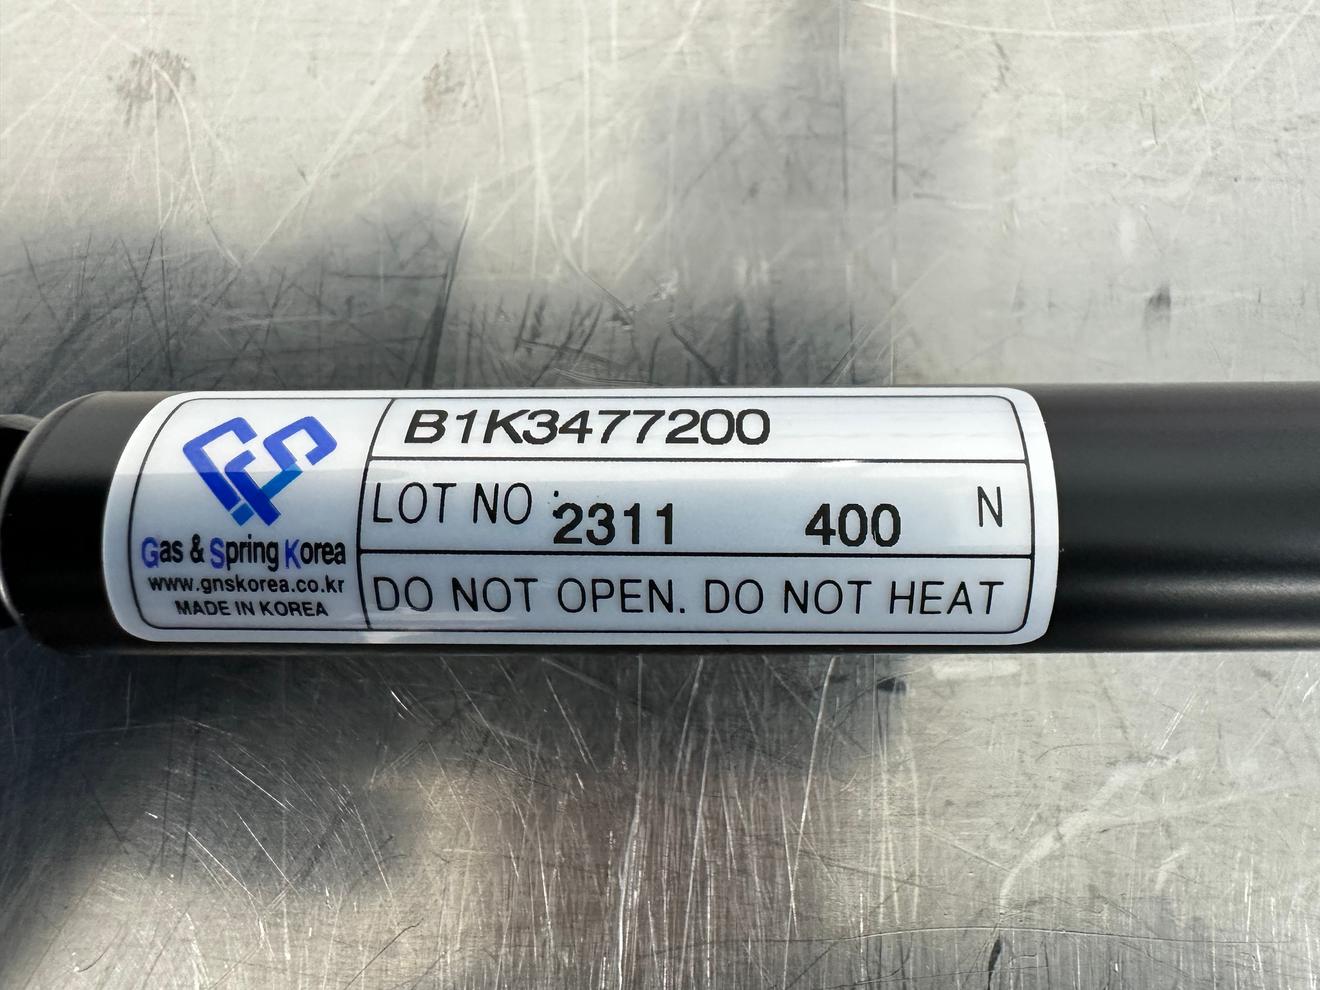 Gas & Spring Korea
www.gnskorea.co.kr
MADE IN KOREA
B1K3477200
LOT NO : 2311 400 N
DO NOT OPEN. DO NOT HEAT